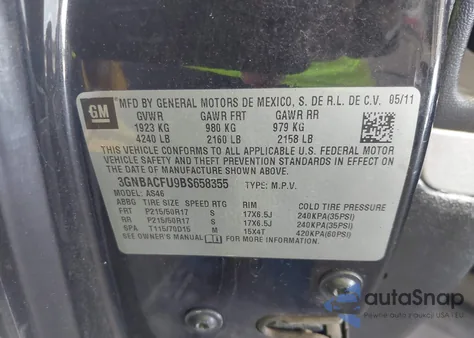 GM
MFD BY GENERAL MOTORS DE MEXICO, S. DE R.L. DE C.V. 05/11
GVWR GAWR FRT GAWR RR
1923 KG 980 KG 979 KG
4240 LB 2160 LB 2158 LB
THIS VEHICLE CONFORMS TO ALL APPLICABLE U.S. FEDERAL MOTOR
VEHICLE SAFETY AND THEFT PREVENTION STANDARDS IN EFFECT ON
THE DATE OF MANUFACTURE SHOWN ABOVE.
3GNBACFU9BS658355 TYPE: M.P.V.
MODEL: AS46
ABBG TIRE SIZE SPEED RTG RIM COLD TIRE PRESSURE
FRT P215/50R17 S 17X6.5J 240KPA(35PSI)
RR P215/50R17 S 17X6.5J 240KPA(35PSI)
SPA T115/70D15 M 15X4T 420KPA(60PSI)
SEE OWNER'S MANUAL FOR MORE INFORMATION.
autoSnap